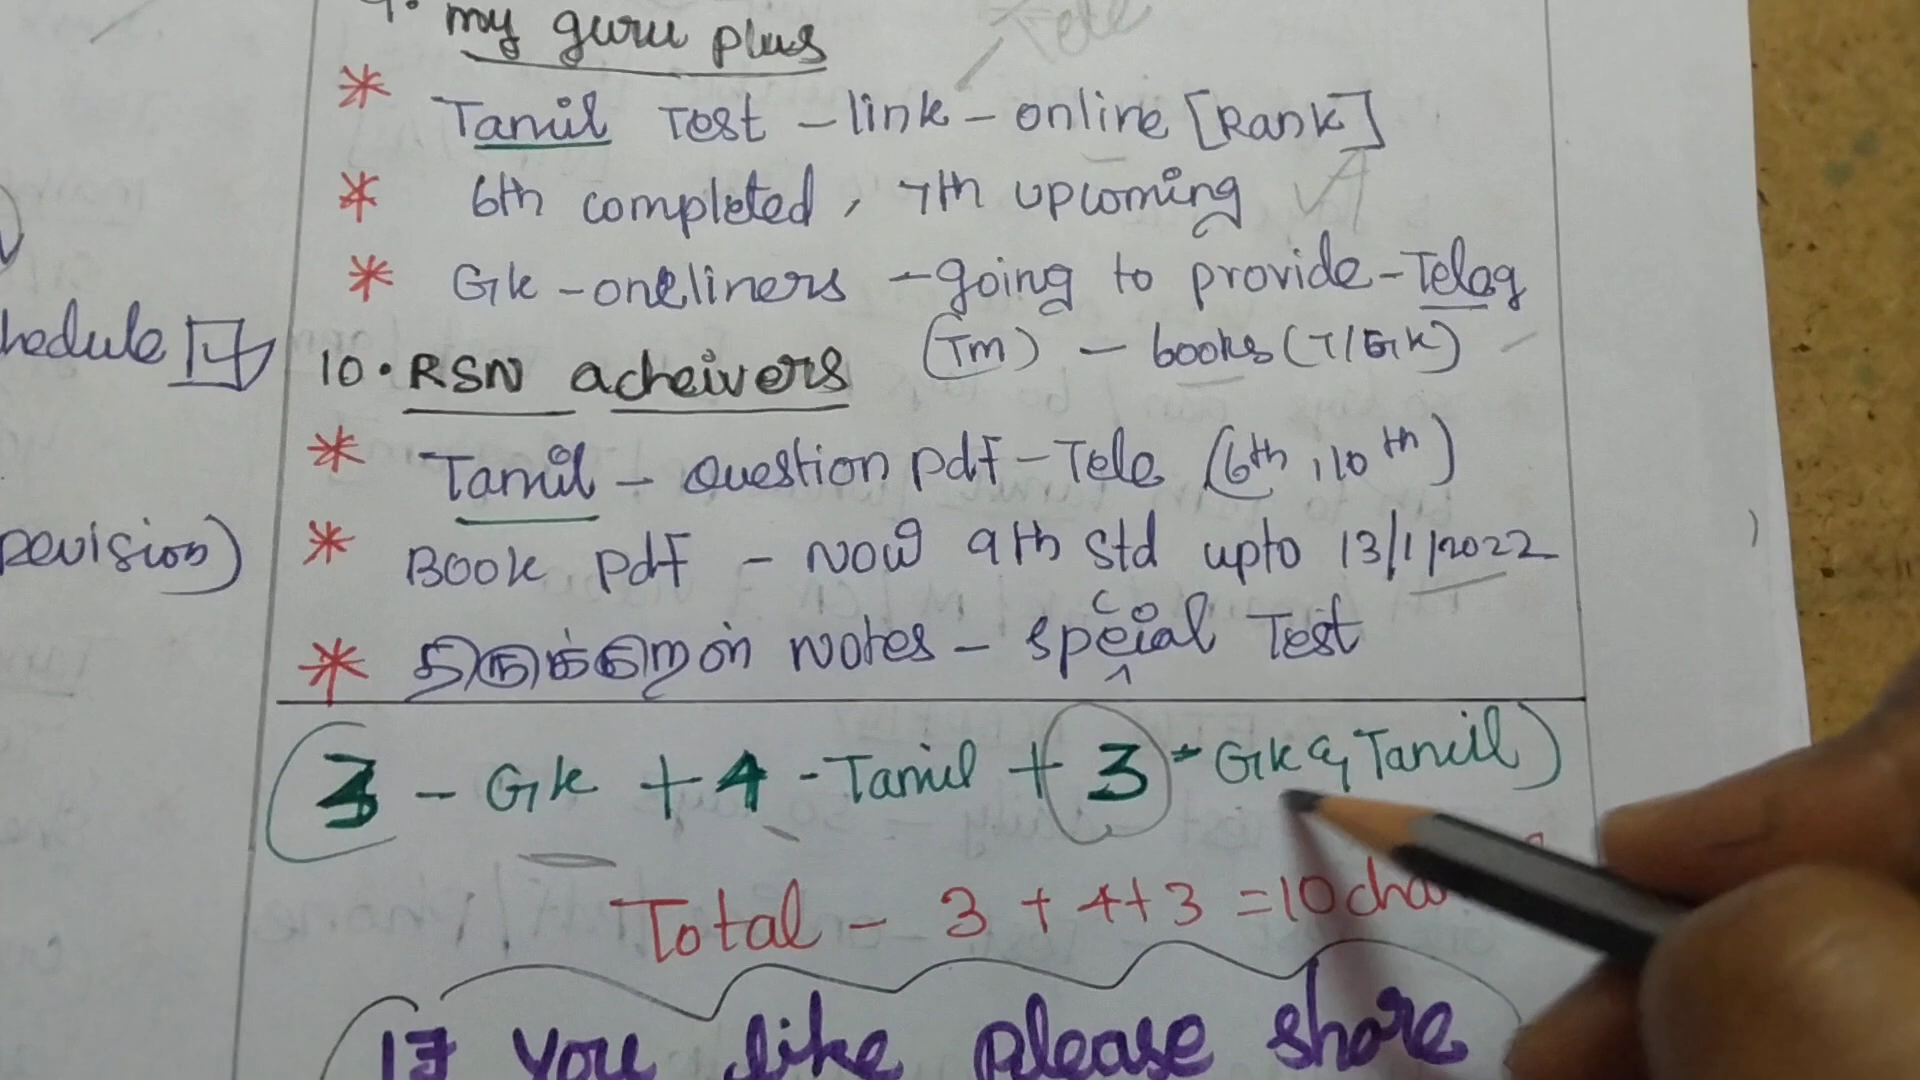 my guru plus
* Tamil Test - link - online [Rank]
* 6th completed, 7th upcoming
* Gk - oneliners - going to provide - Teleg
(Tm) - books (T/Gk)
hedule
10. RSN acheivers
* Tamil - Question pdf - Tele (6th, 10th)
revision)
* Book pdf - Now 9th std upto 13/1/2022
* திருக்குறள் Notes - special Test
3 - Gk + 4 - Tamil + 3 - Gk & Tamil)
Total - 3 + 4+3 = 10 cha
If you like please share